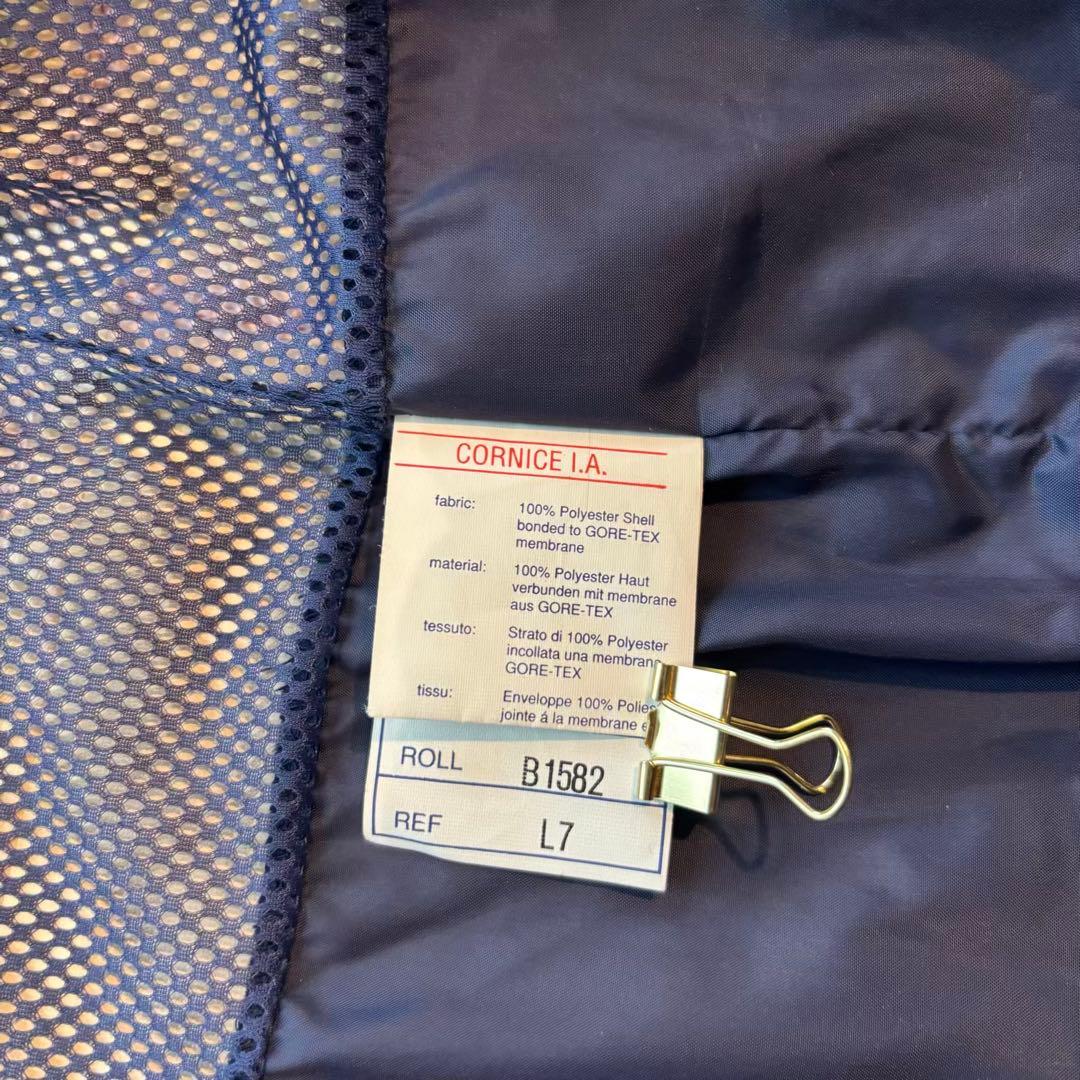 CORNICE I.A.
fabric: 100% Polyester Shell
bonded to GORE-TEX
membrane
material: 100% Polyester Haut
verbunden mit membrane
aus GORE-TEX
tessuto: Strato di 100% Polyester
incollata una
GORE-TEX
tissu: Enveloppe 100%
jointe á la membrane
ROLL B1582
REF L7